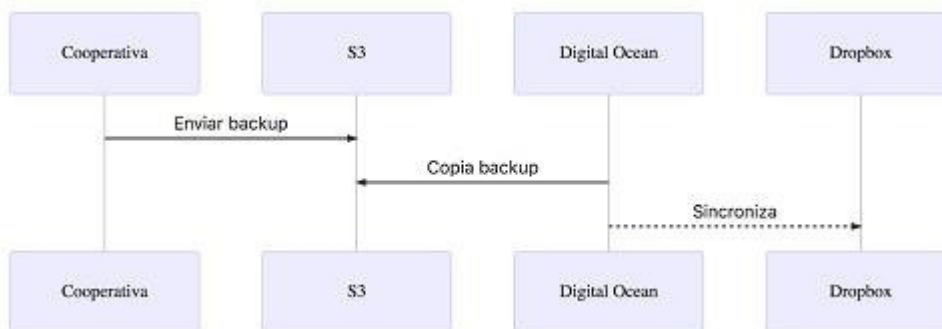 Cooperativa
S3
Digital Ocean
Dropbox
Enviar backup
Copia backup
Sincroniza
Cooperativa
S3
Digital Ocean
Dropbox